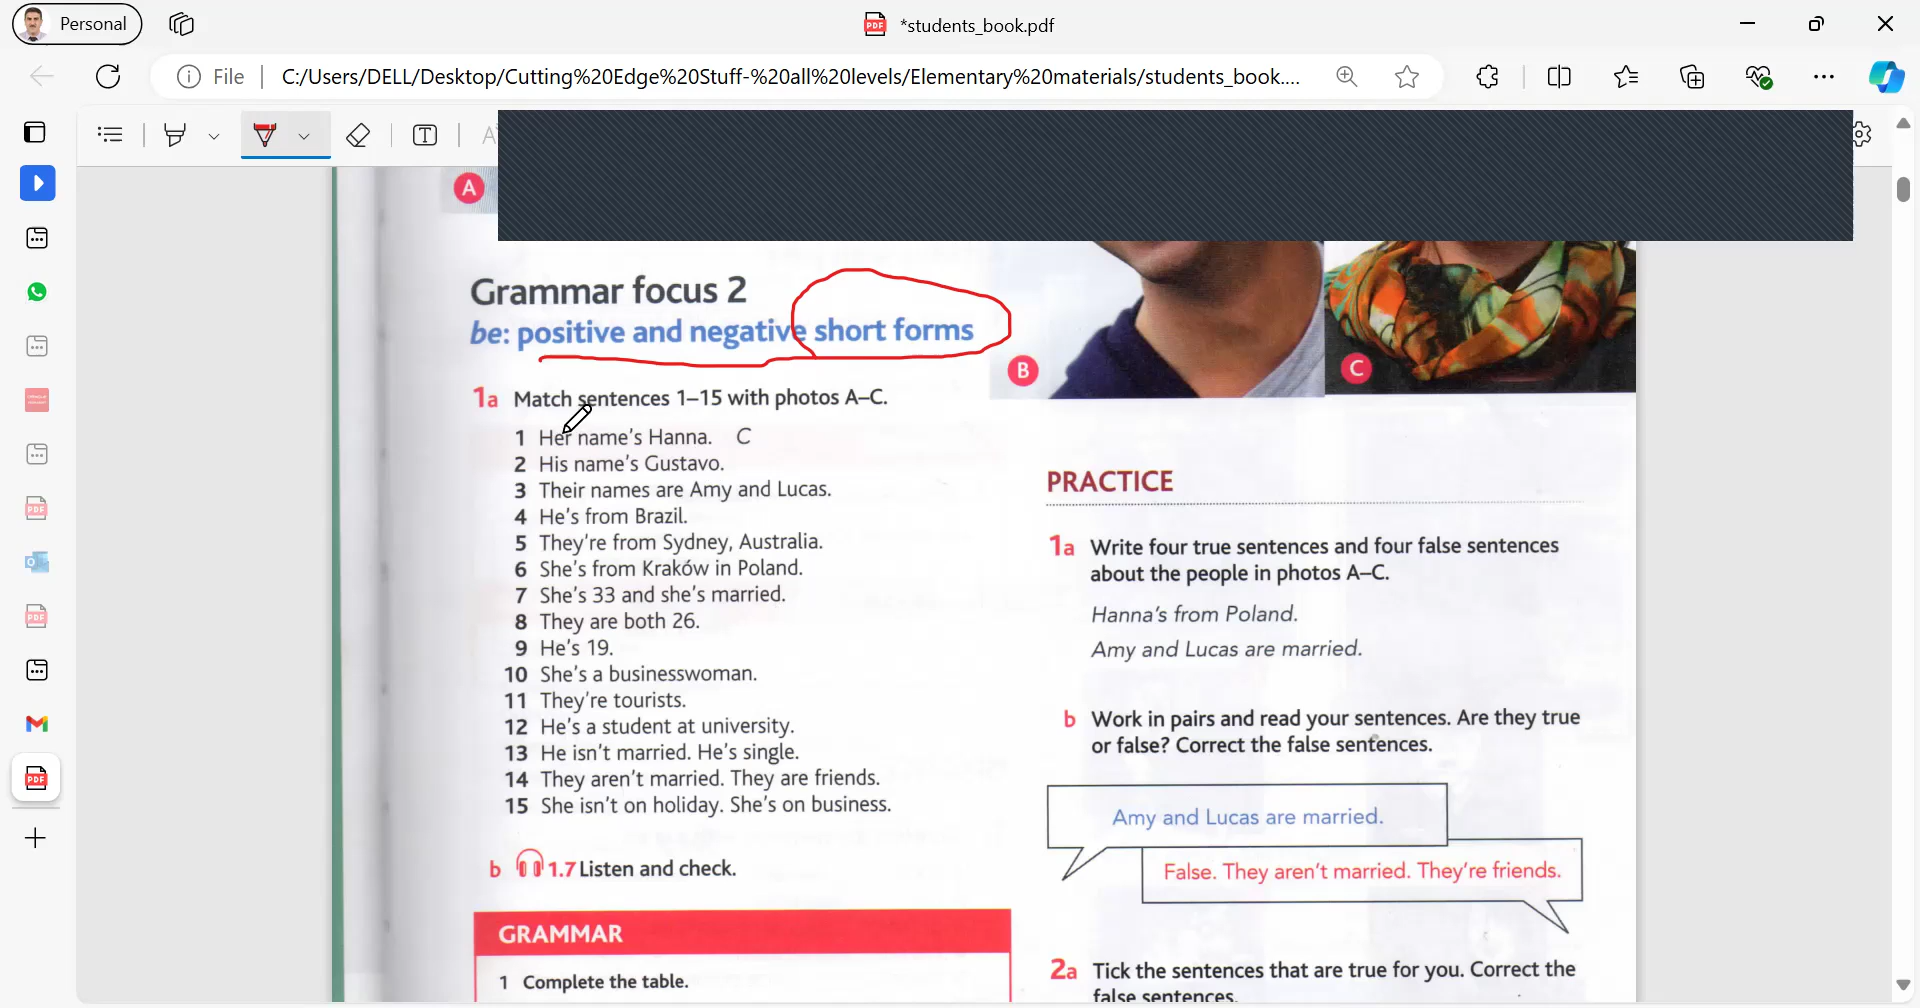 Personal
*students_book.pdf
File
C:/Users/DELL/Desktop/Cutting%20Edge%20Stuff-%20all%20levels/Elementary%20materials/students_book....
A
Grammar focus 2
be: positive and negative short forms
B
C
1a Match sentences 1–15 with photos A–C.
1 Her name's Hanna. C
2 His name's Gustavo.
3 Their names are Amy and Lucas.
4 He's from Brazil.
5 They're from Sydney, Australia.
6 She's from Kraków in Poland.
7 She's 33 and she's married.
8 They are both 26.
9 He's 19.
10 She's a businesswoman.
11 They're tourists.
12 He's a student at university.
13 He isn't married. He's single.
14 They aren't married. They are friends.
15 She isn't on holiday. She's on business.
b 1.7 Listen and check.
GRAMMAR
1 Complete the table.
PRACTICE
1a Write four true sentences and four false sentences
about the people in photos A–C.
Hanna's from Poland.
Amy and Lucas are married.
b Work in pairs and read your sentences. Are they true
or false? Correct the false sentences.
Amy and Lucas are married.
False. They aren't married. They're friends.
2a Tick the sentences that are true for you. Correct the
false sentences.